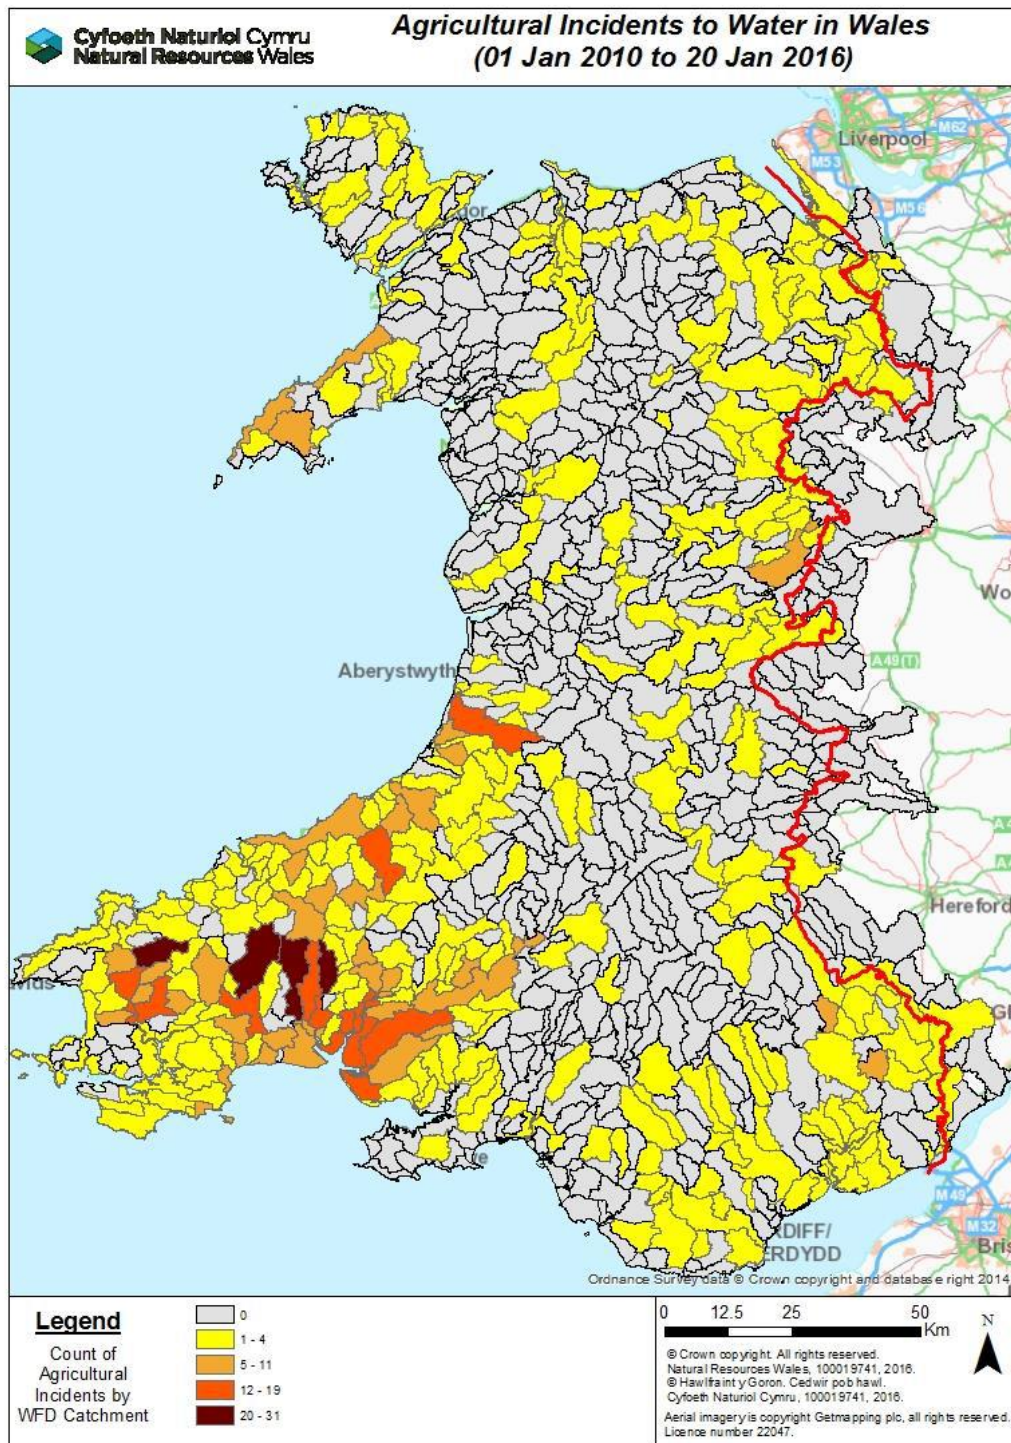 Cyfoeth Naturiol Cymru
Natural Resources Wales
Agricultural Incidents to Water in Wales
(01 Jan 2010 to 20 Jan 2016)
Liverpool
M62
M53
M56
Aberystwyth
A49(T)
Hereford
M49
M32
RDIFF/
ERDYDD
Ordnance Survey data © Crown copyright and database right 2014
Legend
Count of
Agricultural
Incidents by
WFD Catchment
0
1 - 4
5 - 11
12 - 19
20 - 31
0 12.5 25 50
Km
N
© Crown copyright. All rights reserved.
Natural Resources Wales, 100019741, 2016.
© Hawlfraint y Goron. Cedwir pob hawl.
Cyfoeth Naturiol Cymru, 100019741, 2016.
Aerial imagery is copyright Getmapping plc, all rights reserved.
Licence number 22047.